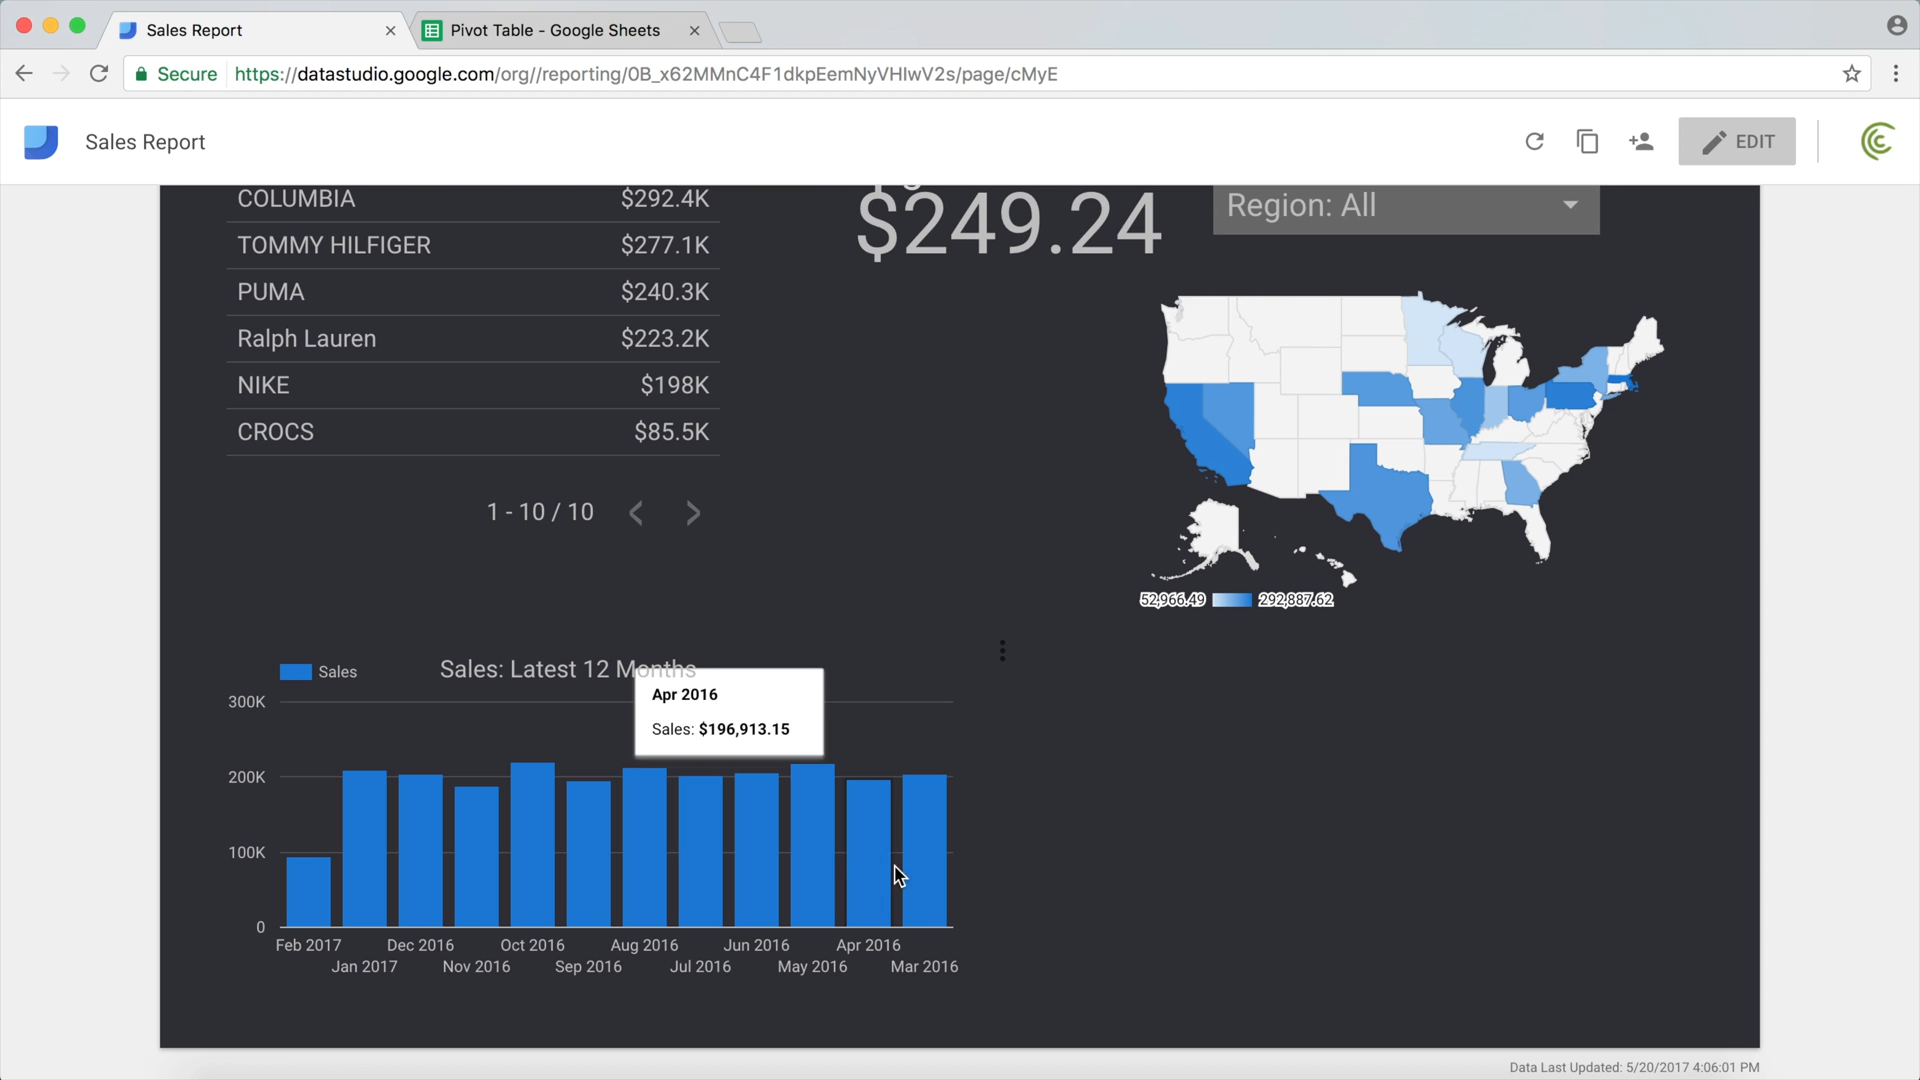 Sales Report
Pivot Table - Google Sheets
Secure
https://datastudio.google.com/org//reporting/0B_x62MMnC4F1dkpEemNyVHIwV2s/page/cMyE
Sales Report
EDIT
COLUMBIA $292.4K
TOMMY HILFIGER $277.1K
PUMA $240.3K
Ralph Lauren $223.2K
NIKE $198K
CROCS $85.5K
1 - 10 / 10
$249.24
Region: All
52,966.49
292,887.62
Sales
Sales: Latest 12 Months
Apr 2016
Sales: $196,913.15
300K
200K
100K
0
Feb 2017 Dec 2016 Oct 2016 Aug 2016 Jun 2016 Apr 2016
Jan 2017 Nov 2016 Sep 2016 Jul 2016 May 2016 Mar 2016
Data Last Updated: 5/20/2017 4:06:01 PM